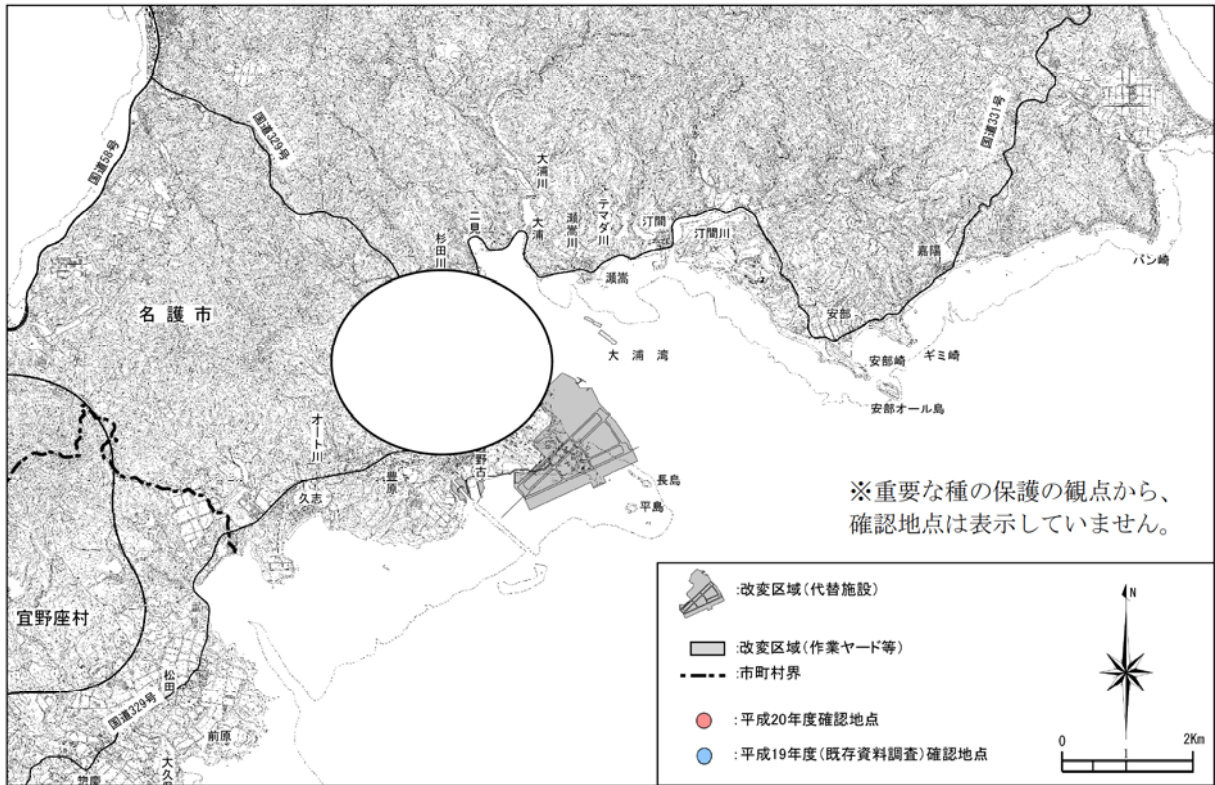 国道58号
国道329号
国道331号
大浦川
二見
大浦
瀬嵩川
テマダ川
汀間
杉田川
汀間川
嘉陽
瀬嵩
バン崎
名護市
安部
大浦湾
安部崎
ギミ崎
安部オール島
オート川
野古
豊原
長島
久志
平島
※重要な種の保護の観点から、
確認地点は表示していません。
:改変区域(代替施設)
:改変区域(作業ヤード等)
:市町村界
:平成20年度確認地点
:平成19年度(既存資料調査)確認地点
N
0 2Km
宜野座村
松田
国道329号
前原
惣慶
大久